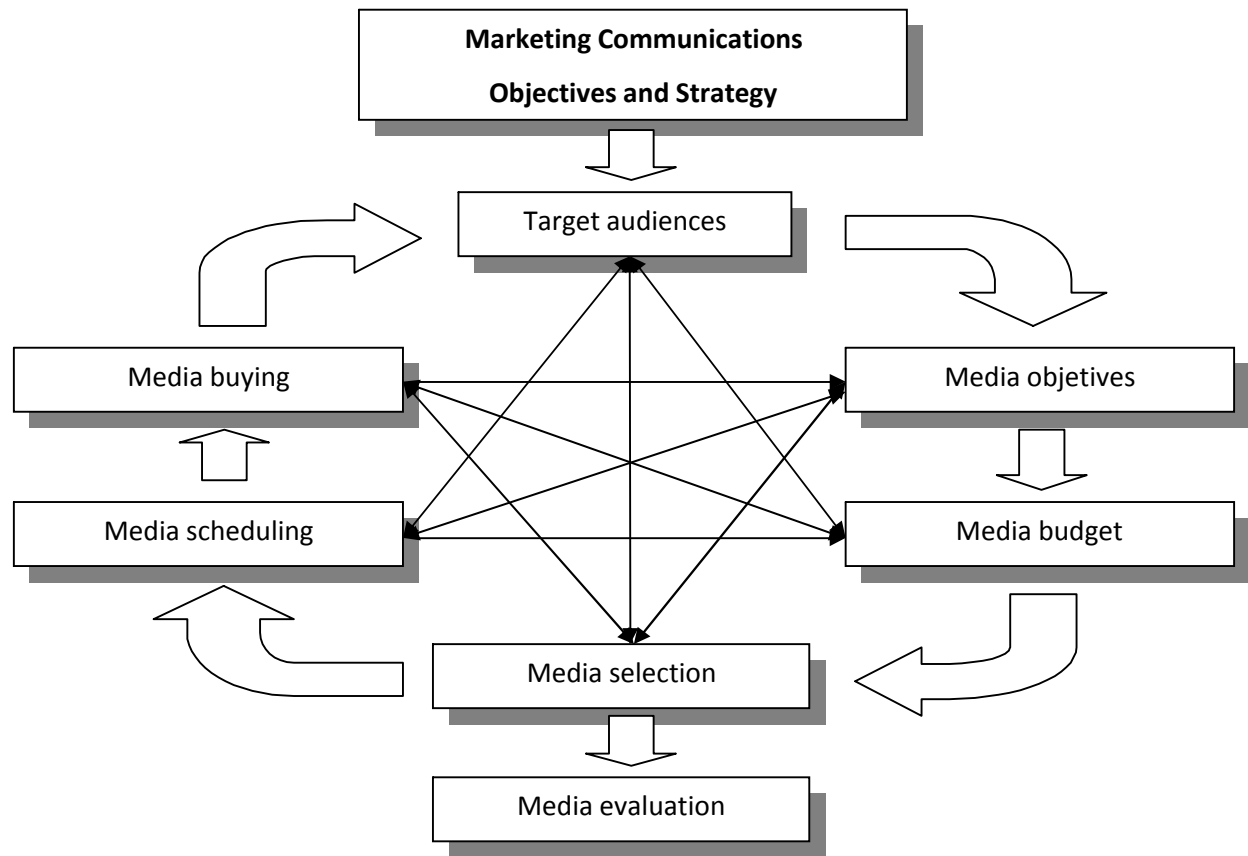 Marketing Communications
Objectives and Strategy
Target audiences
Media buying
Media objetives
Media scheduling
Media budget
Media selection
Media evaluation